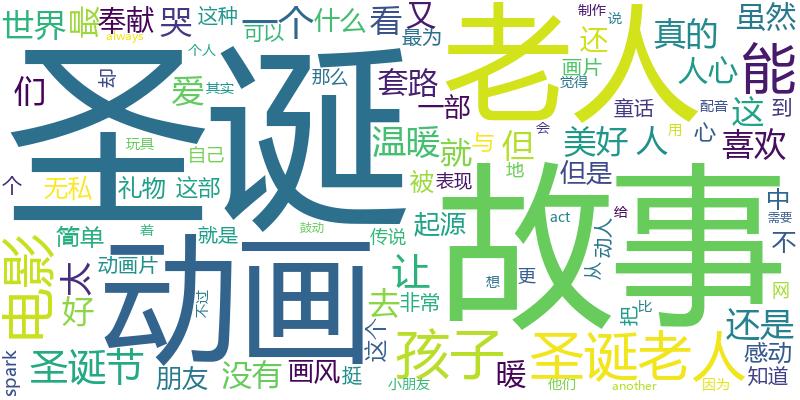 世界
最
奉献
哭
这种
一个
什么
看
又
最为
制作
说
虽然
always
个人
可以
还
真的
能
们
却
其实
那么
套路
画片
觉得
人心
圣诞
老人
爱
一部
童话
配音
这
到
玩具
自己
温暖
就
与
但
会
美好
人
用
心
喜欢
个
无私
礼物
这部
被
表现
地
但是
中
需要
简单
着
就是
鼓动
传说
起源
act
从
动人
给
不
电影
太
动画片
动画
让
故事
好
不过
去
非常
想
更
把
比
网
还是
spark
圣诞节
朋友
没有
画风
挺
这个
孩子
小朋友
暖
圣诞老人
他们
another
因为
感动
知道